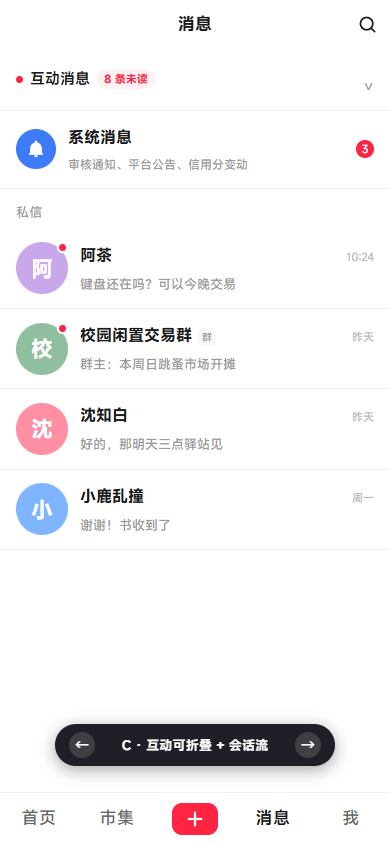 消息
互动消息 8 条未读
系统消息
审核通知、平台公告、信用分变动
3
私信
阿
阿茶
10:24
键盘还在吗？可以今晚交易
校
校园闲置交易群 群
昨天
群主：本周日跳蚤市场开摊
沈
沈知白
昨天
好的，那明天三点驿站见
小
小鹿乱撞
周一
谢谢！书收到了
← C · 互动可折叠 + 会话流 →
首页 市集 + 消息 我